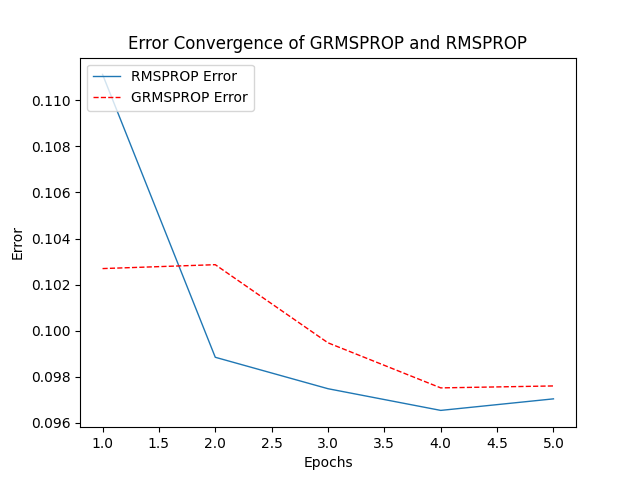 Error Convergence of GRMSPROP and RMSPROP
RMSPROP Error
GRMSPROP Error
0.110
0.108
0.106
0.104
0.102
0.100
0.098
0.096
Error
1.0 1.5 2.0 2.5 3.0 3.5 4.0 4.5 5.0
Epochs